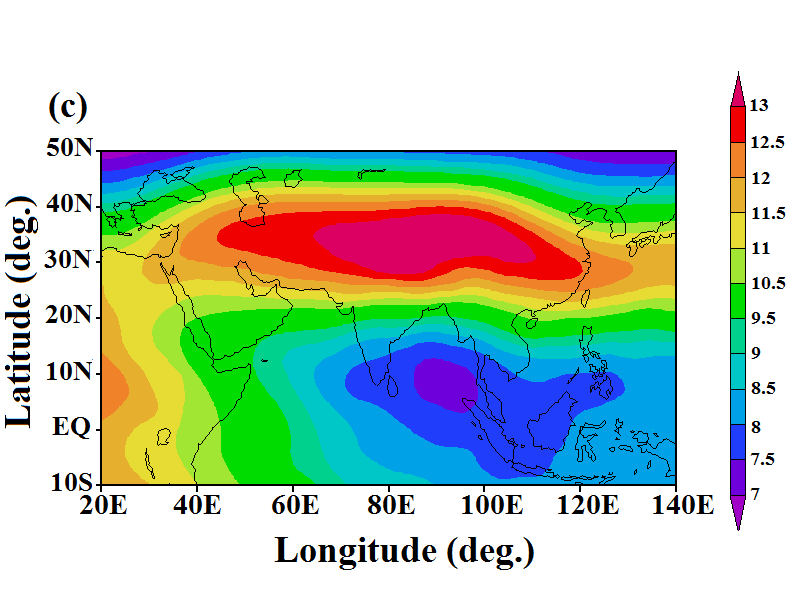 (c)
50N
40N
30N
20N
10N
EQ
10S
20E 40E 60E 80E 100E 120E 140E
Latitude (deg.)
Longitude (deg.)
13
12.5
12
11.5
11
10.5
9.5
9
8.5
8
7.5
7